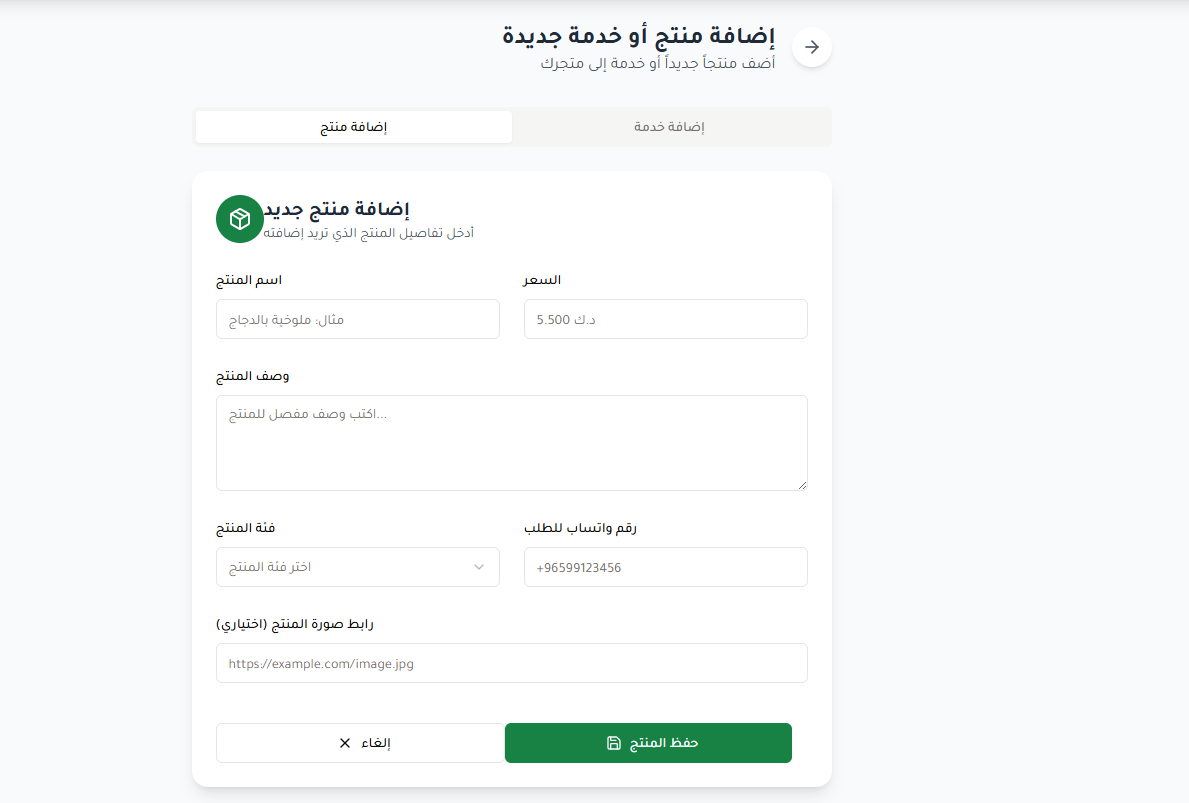 إضافة منتج أو خدمة جديدة
أضف منتجاً جديداً أو خدمة إلى متجرك
إضافة خدمة
إضافة منتج
إضافة منتج جديد
أدخل تفاصيل المنتج الذي تريد إضافته
السعر
اسم المنتج
د.ك 5.500
مثال: ملوخية بالدجاج
وصف المنتج
اكتب وصف مفصل للمنتج...
رقم واتساب للطلب
فئة المنتج
+96599123456
اختر فئة المنتج
رابط صورة المنتج (اختياري)
https://example.com/image.jpg
حفظ المنتج
إلغاء